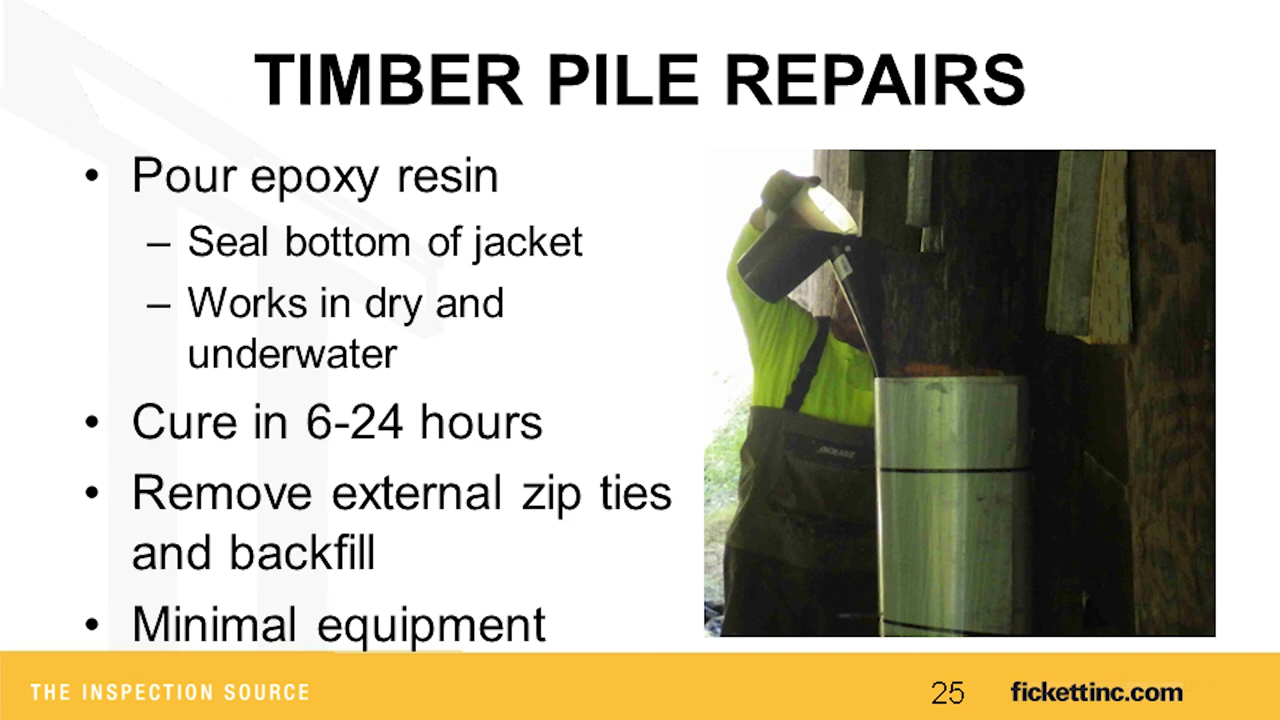 TIMBER PILE REPAIRS
• Pour epoxy resin
– Seal bottom of jacket
– Works in dry and
underwater
• Cure in 6-24 hours
• Remove external zip ties
and backfill
• Minimal equipment
THE INSPECTION SOURCE
25
fickettinc.com